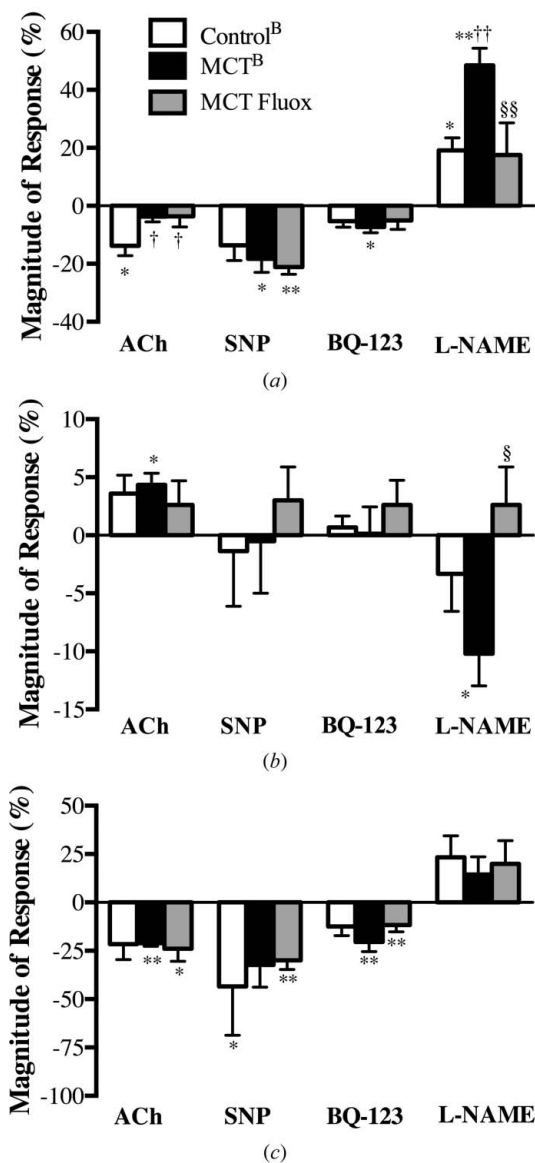 Control^B
MCT^B
MCT Fluox
Magnitude of Response (%)
60
40
20
0
-20
-40
* † †
* **
*
* **†† §§
ACh SNP BQ-123 L-NAME
(a)
Magnitude of Response (%)
10
5
0
-5
-10
-15
*
§
*
ACh SNP BQ-123 L-NAME
(b)
Magnitude of Response (%)
50
25
0
-25
-50
-75
-100
** *
* **
** **
ACh SNP BQ-123 L-NAME
(c)